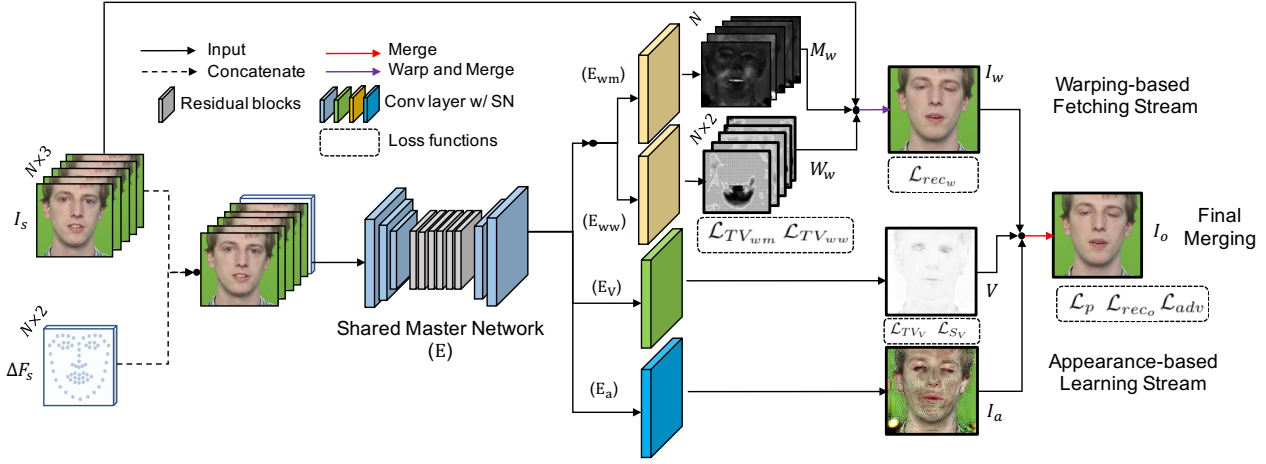 Input
Concatenate
Residual blocks
Merge
Warp and Merge
Conv layer w/ SN
Loss functions
N×3
I_s
N×2
ΔF_s
Shared Master Network
(E)
(E_wm)
(E_ww)
(E_V)
(E_a)
N
M_w
N×2
W_w
L_TV_wm L_TV_ww
I_w
L_rec_w
Warping-based
Fetching Stream
V
L_TV_V L_S_V
I_a
I_o
Final
Merging
L_p L_rec_o L_adv
Appearance-based
Learning Stream